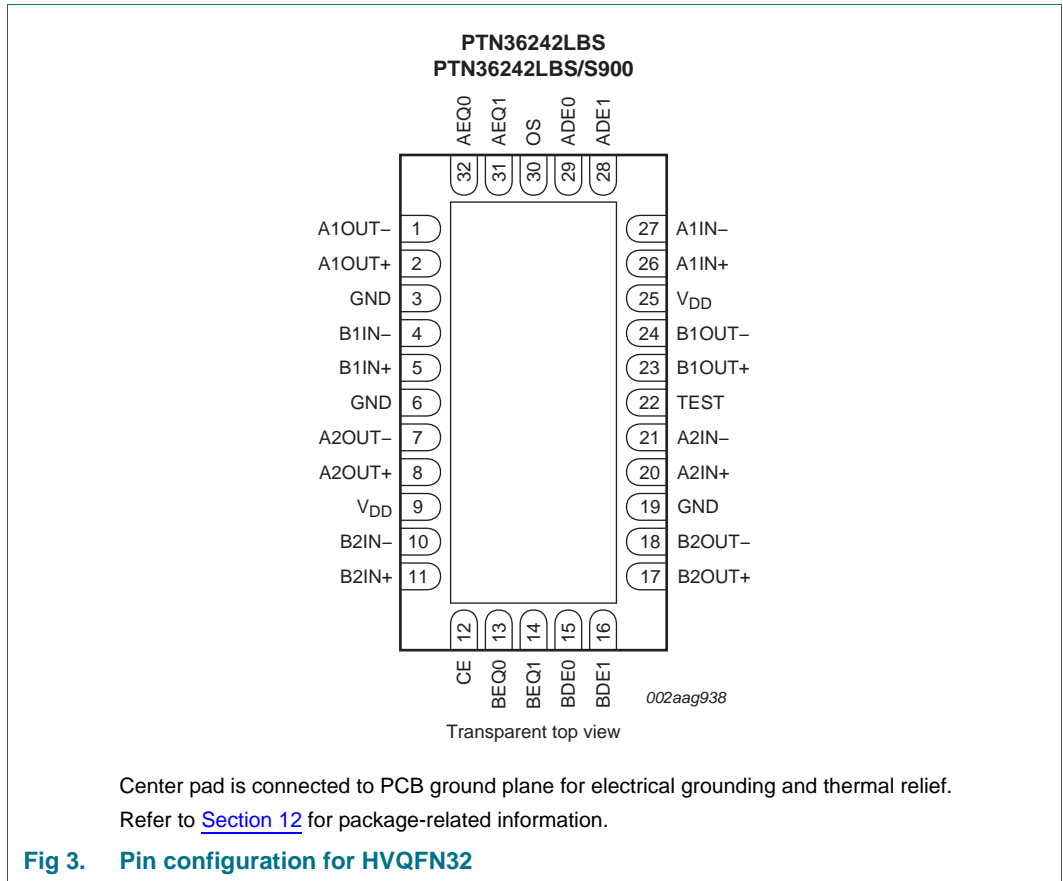 PTN36242LBS
PTN36242LBS/S900
AEQ0 AEQ1 OS ADE0 ADE1
32 31 30 29 28
A1OUT− 1 27 A1IN−
A1OUT+ 2 26 A1IN+
GND 3 25 VDD
B1IN− 4 24 B1OUT−
B1IN+ 5 23 B1OUT+
GND 6 22 TEST
A2OUT− 7 21 A2IN−
A2OUT+ 8 20 A2IN+
VDD 9 19 GND
B2IN− 10 18 B2OUT−
B2IN+ 11 17 B2OUT+
12 13 14 15 16
CE BEQ0 BEQ1 BDE0 BDE1
002aag938
Transparent top view
Center pad is connected to PCB ground plane for electrical grounding and thermal relief.
Refer to Section 12 for package-related information.
Fig 3. Pin configuration for HVQFN32